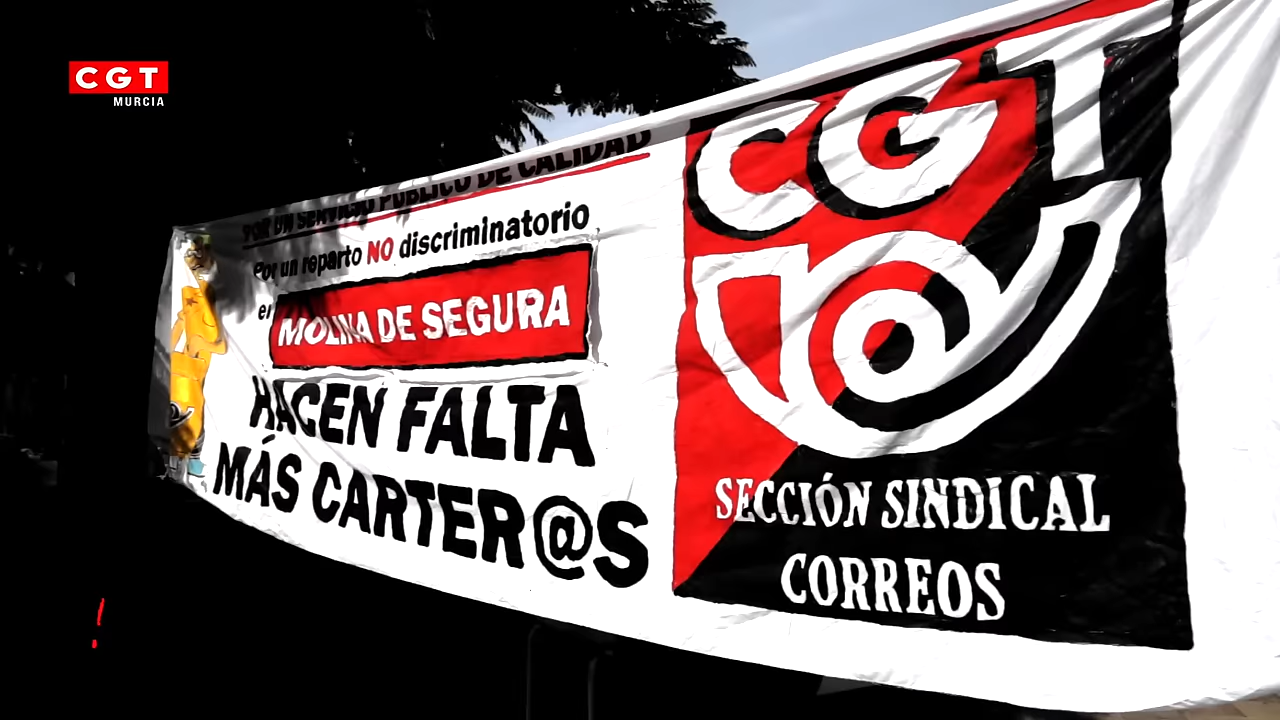 CGT
MURCIA
POR UN SERVICIO PÚBLICO DE CALIDAD
Por un reparto NO discriminatorio
en MOLINA DE SEGURA
HACEN FALTA
MÁS CARTER@S
CGT
SECCIÓN SINDICAL
CORREOS